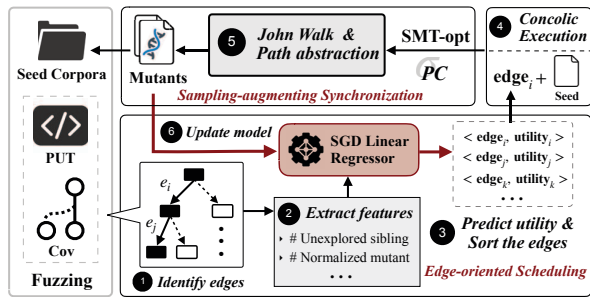 Seed Corpora
Mutants
5 John Walk &
Path abstraction
SMT-opt
PC
4 Concolic
Execution
edge_i +
Seed
Sampling-augmenting Synchronization
</>
PUT
Cov
Fuzzing
6 Update model
SGD Linear
Regressor
< edge_i, utility_i >
< edge_j, utility_j >
< edge_k, utility_k >
...
e_i
e_j
1 Identify edges
2 Extract features
# Unexplored sibling
# Normalized mutant
...
3 Predict utility &
Sort the edges
Edge-oriented Scheduling